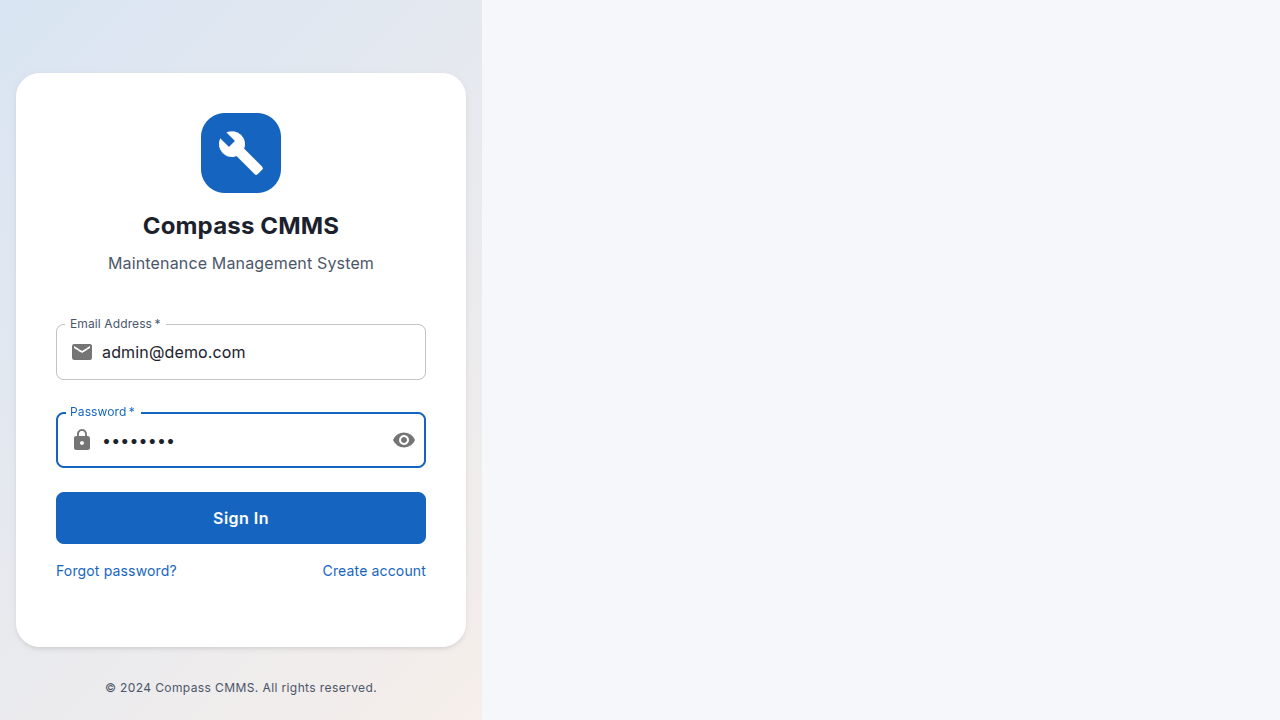 Compass CMMS
Maintenance Management System
Email Address *
admin@demo.com
Password *
••••••••
Sign In
Forgot password?
Create account
© 2024 Compass CMMS. All rights reserved.